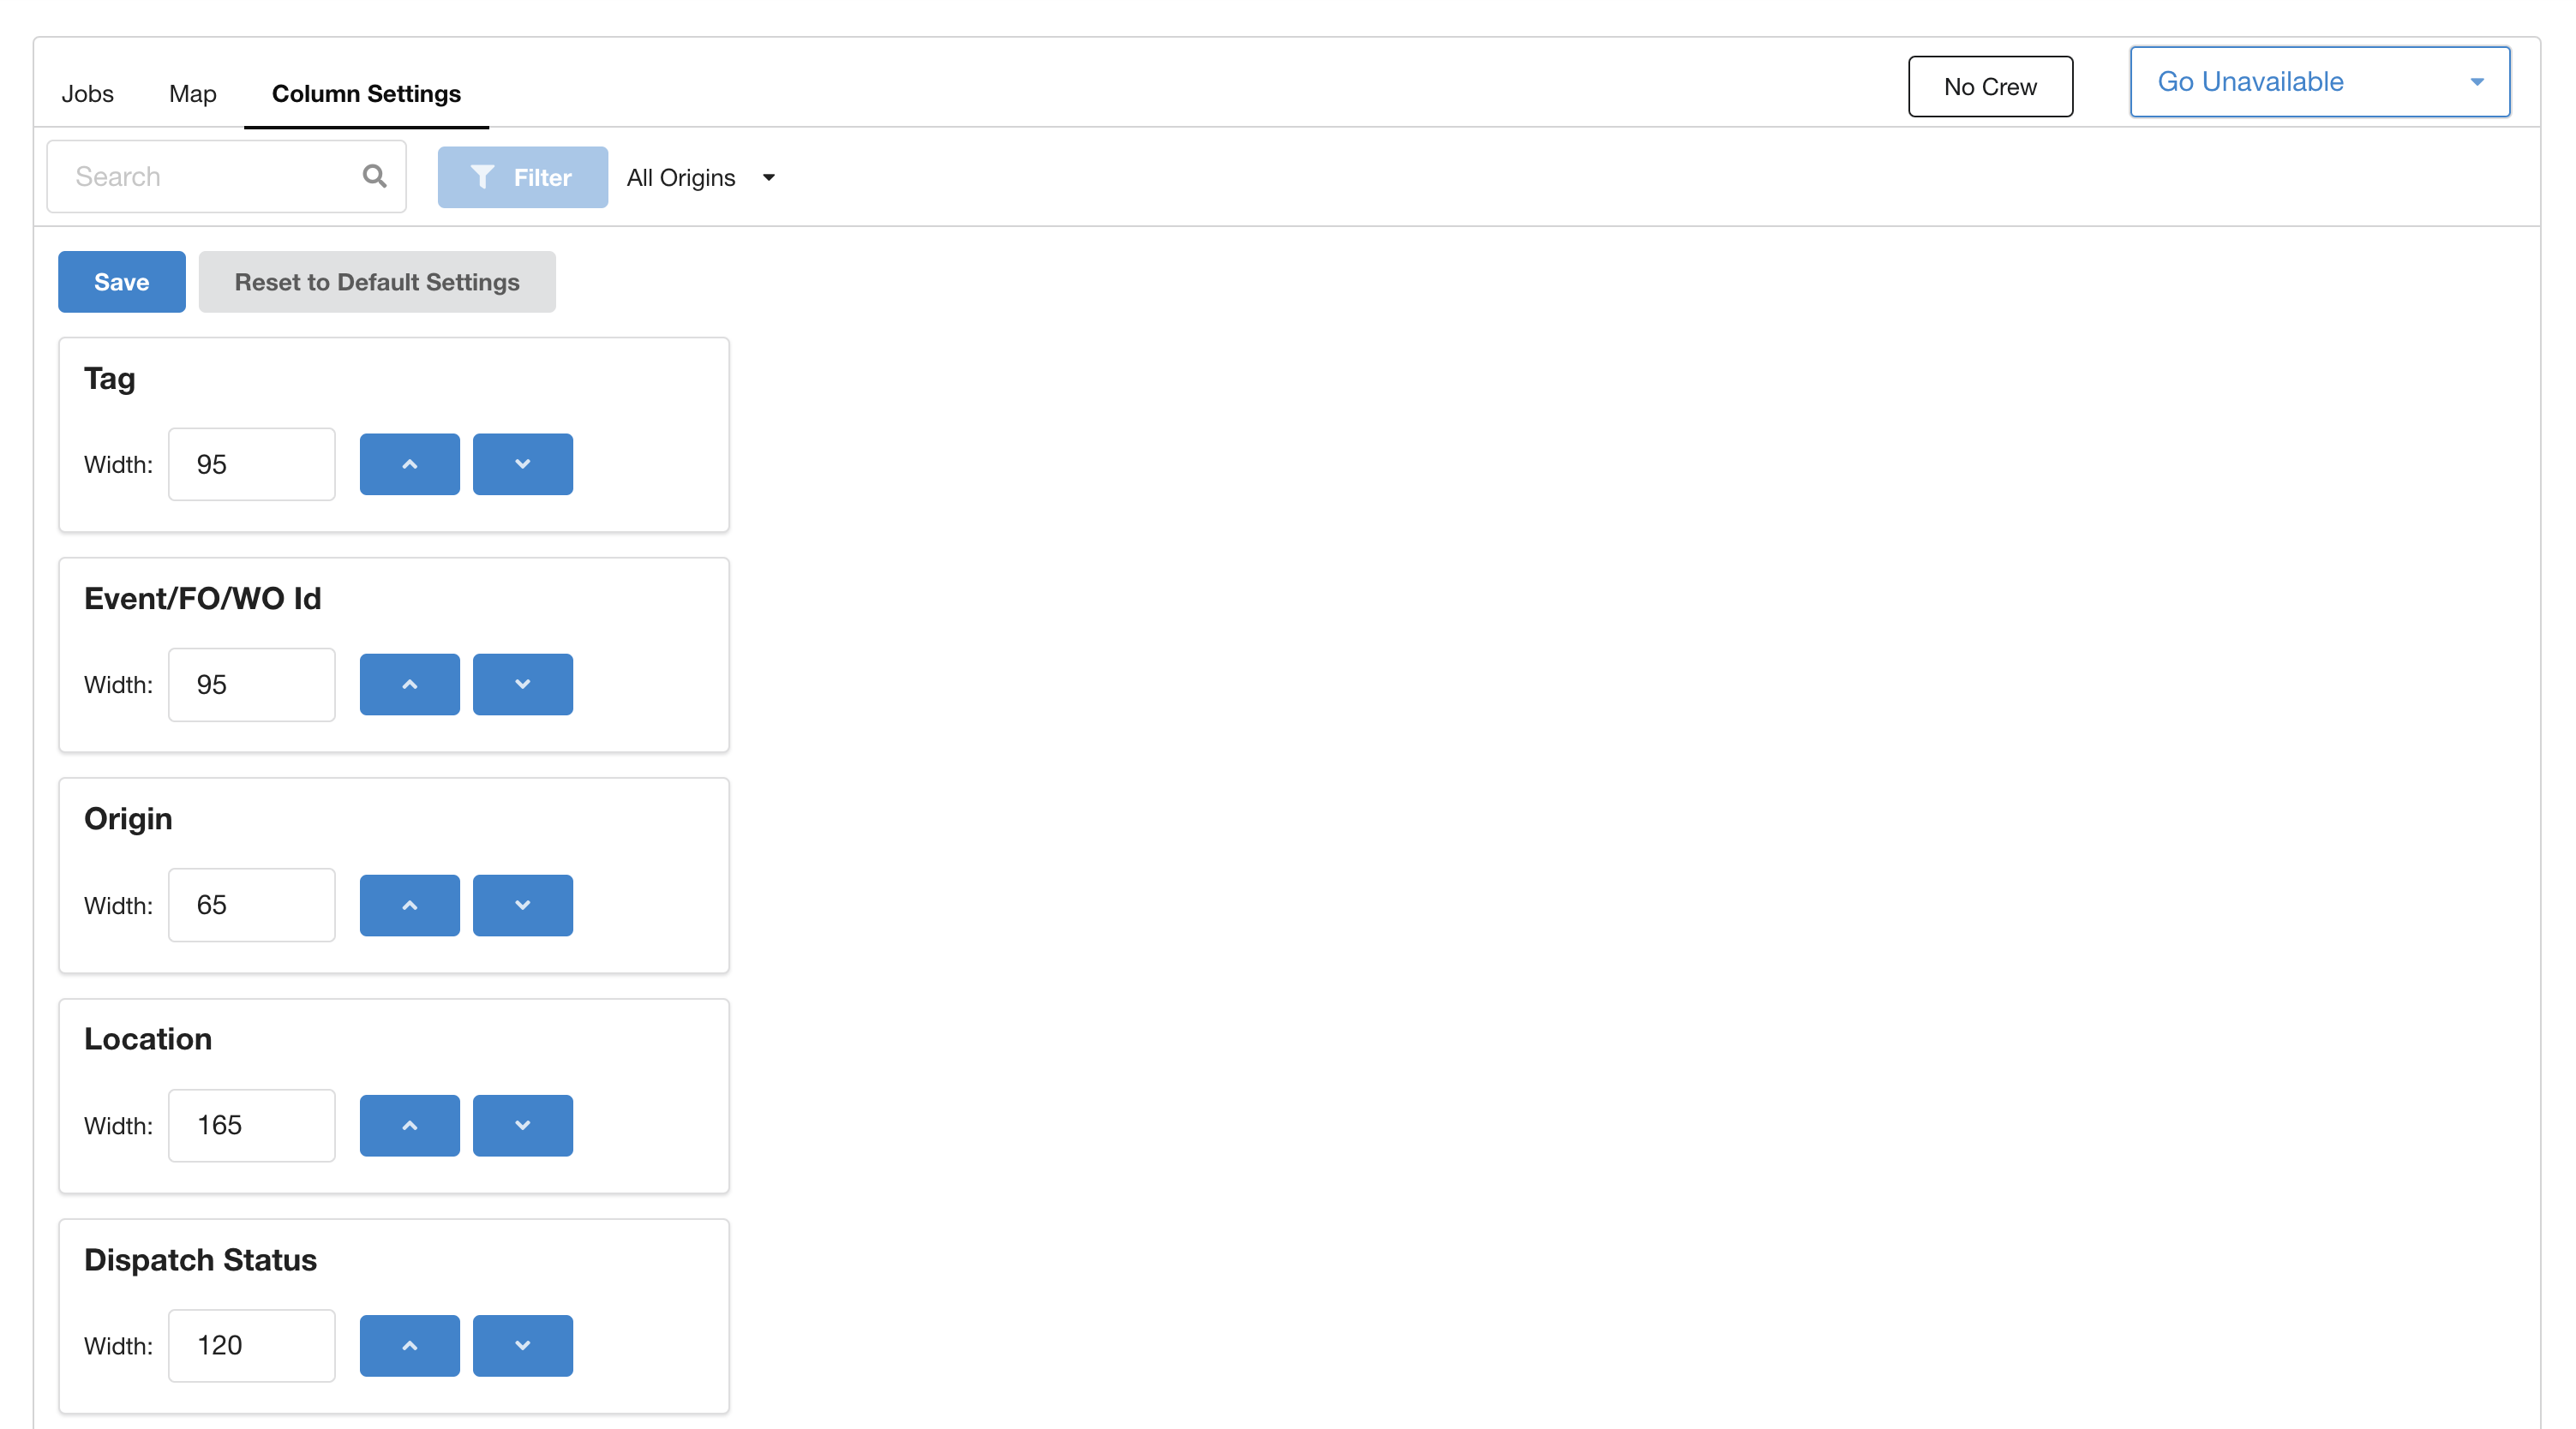 Jobs Map Column Settings No Crew Go Unavailable
Search Filter All Origins
Save Reset to Default Settings
Tag
Width: 95
Event/FO/WO Id
Width: 95
Origin
Width: 65
Location
Width: 165
Dispatch Status
Width: 120